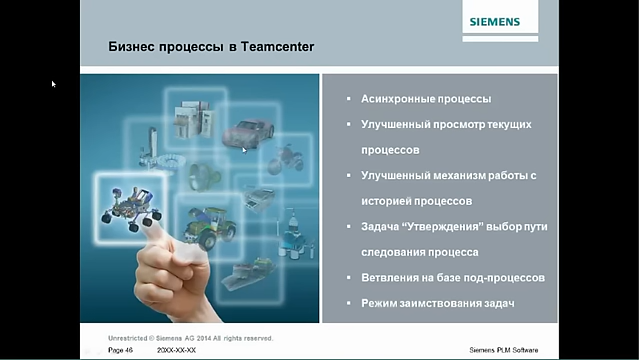 SIEMENS
Бизнес процессы в Teamcenter
▪ Асинхронные процессы
▪ Улучшенный просмотр текущих
процессов
▪ Улучшенный механизм работы с
историей процессов
▪ Задача “Утверждения” выбор пути
следования процесса
▪ Ветвления на базе под-процессов
▪ Режим заимствования задач
Unrestricted © Siemens AG 2014 All rights reserved.
Page 46 20XX-XX-XX Siemens PLM Software